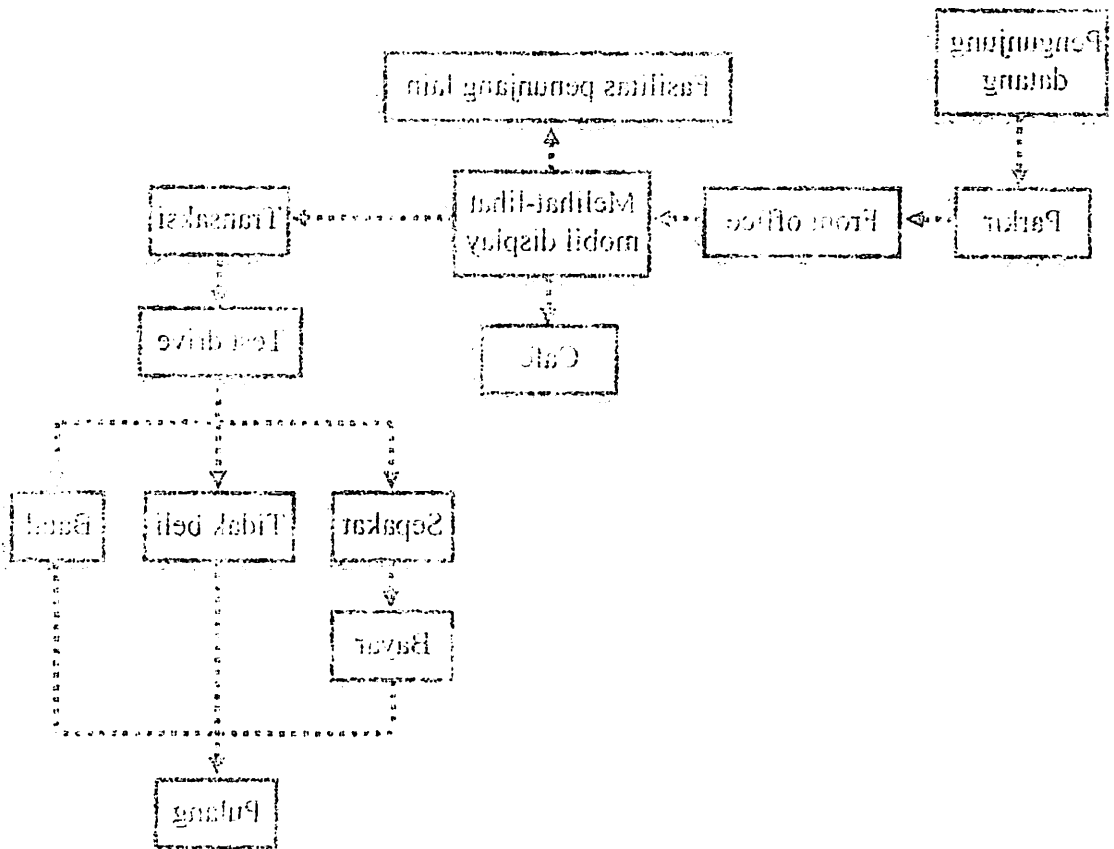 Pengunjung
datang
Parkir
Front office
Melihat-lihat
mobil display
Fasilitas penunjang lain
Cafe
Transaksi
Test drive
Sepakat
Tidak beli
Batal
Bayar
Pulang